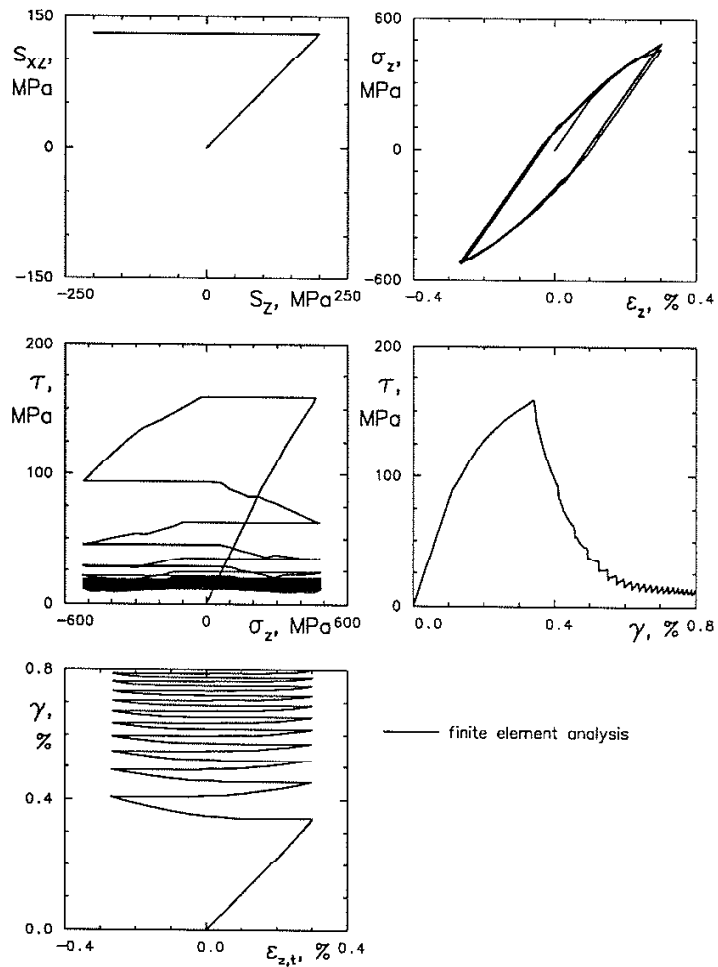 150
S_XZ,
MPa
0
-150
-250 0 S_Z, MPa 250
600
σ_z,
MPa
0
-600
-0.4 0.0 ε_z, % 0.4
200
τ,
MPa
100
0
-600 0 σ_z, MPa 600
200
τ,
MPa
100
0
0.0 0.4 γ, % 0.8
0.8
γ,
%
0.4
0.0
-0.4 0.0 ε_z,t, % 0.4
finite element analysis